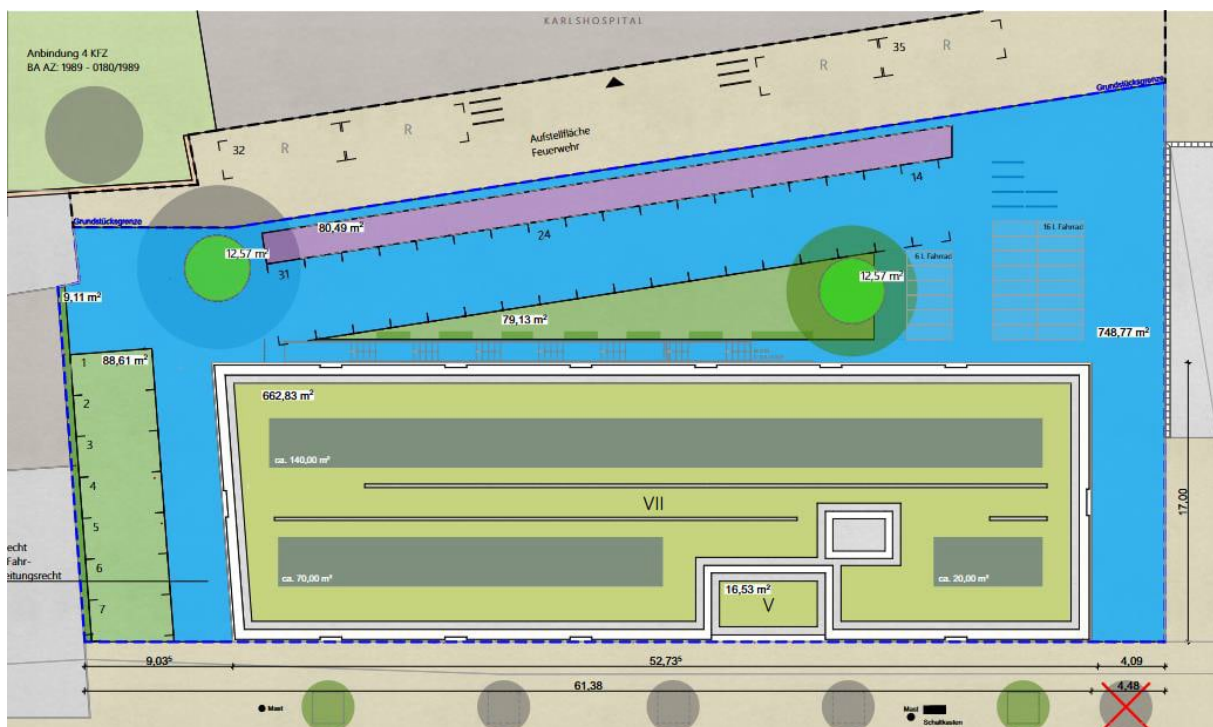 KARLSHOSPITAL
Anbindung 4 KFZ
BA AZ: 1989 - 0180/1989
35
R
R
R
R
32
Aufstellfläche
Feuerwehr
Grundstücksgrenze
Grundstücksgrenze
80,49 m²
24
14
31
12,57 m²
12,57 m²
16 l. Fahrrad
6 l. Fahrrad
9,11 m²
79,13 m²
748,77 m²
88,61 m²
1
2
3
4
5
6
7
662,83 m²
ca. 140,00 m²
VII
ca. 70,00 m²
ca. 20,00 m²
16,53 m²
V
17,00
echt
Fahr-
eitungsrecht
9,03⁵
52,73⁵
4,09
61,38
4,48
Mast
Mast
Schaltkasten